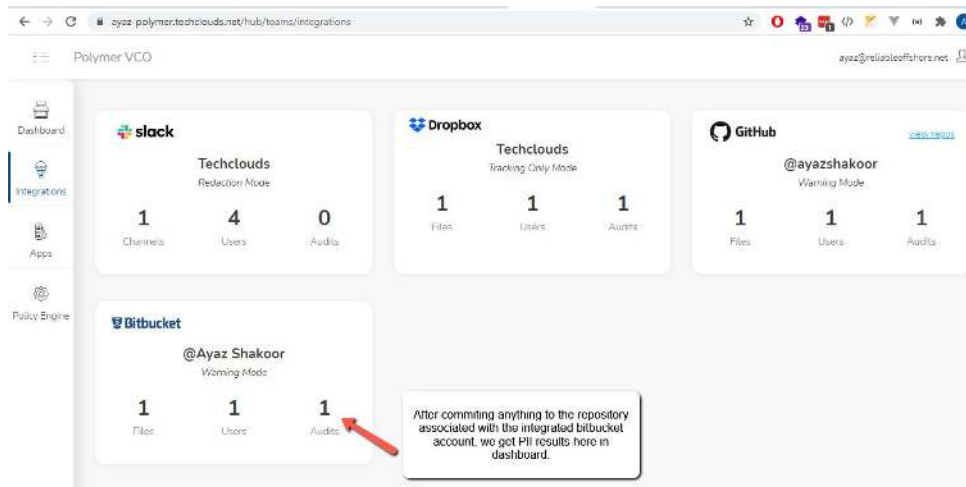 ayaz-polymer.techclouds.net/hub/teams/integrations
23
1
Polymer VCO
ayaz@reliableoffshore.net
Dashboard
Integrations
Apps
Policy Engine
slack
Techclouds
Redaction Mode
1 4 0
Channels Users Audits
Dropbox
Techclouds
Tracking Only Mode
1 1 1
Files Users Audits
GitHub view repos
@ayazshakoor
Warning Mode
1 1 1
Files Users Audits
Bitbucket
@Ayaz Shakoor
Warning Mode
1 1 1
Files Users Audits
After commiting anything to the repository
associated with the integrated bitbucket
account, we get PII results here in
dashboard.